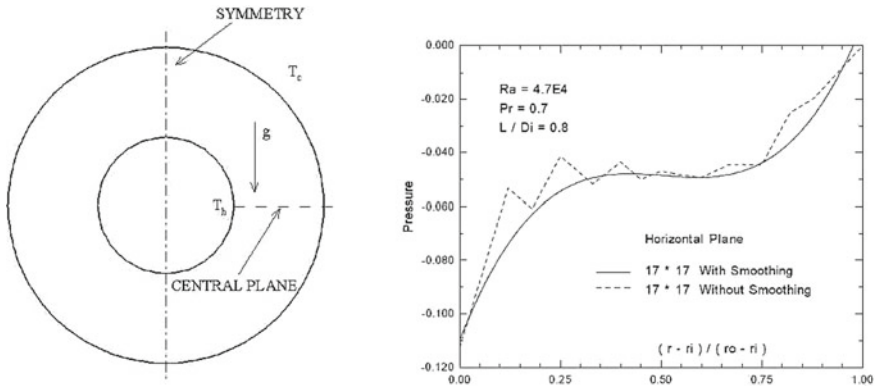 SYMMETRY
T_c
g
T_h
CENTRAL PLANE
0.000
-0.020
-0.040
-0.060
-0.080
-0.100
-0.120
Pressure
Ra = 4.7E4
Pr = 0.7
L / Di = 0.8
Horizontal Plane
17 * 17 With Smoothing
17 * 17 Without Smoothing
( r - ri ) / ( ro - ri )
0.00 0.25 0.50 0.75 1.00